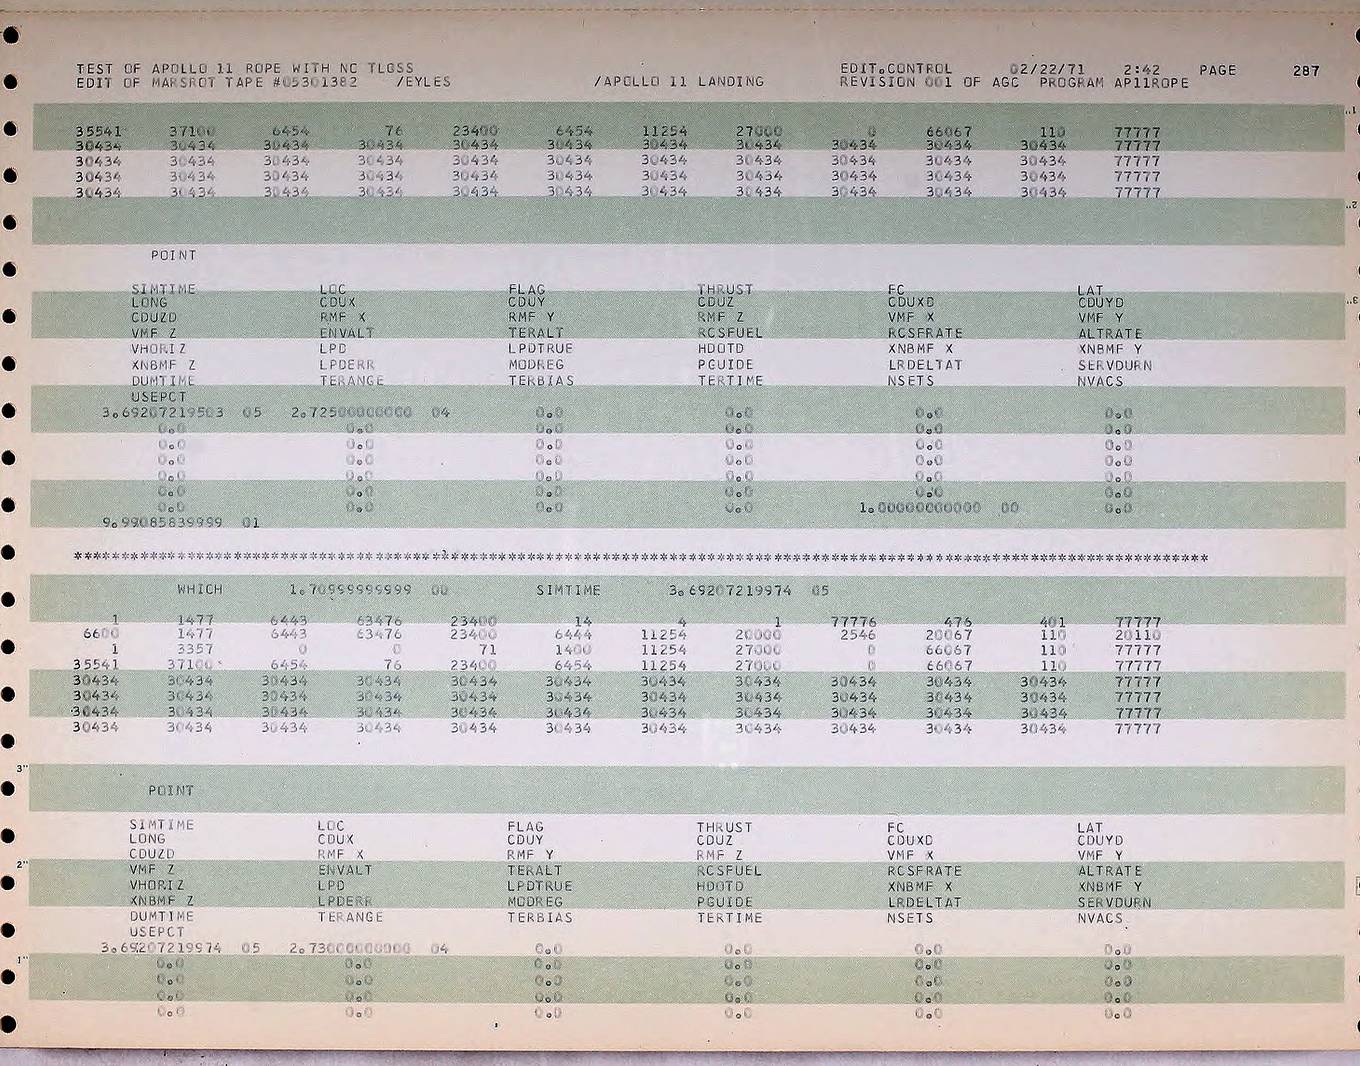 TEST OF APOLLO 11 ROPE WITH NO TLOSS EDIT.CONTROL 02/22/71 2:42 PAGE 287
EDIT OF MARSROT TAPE #05301382 /EYLES /APOLLO 11 LANDING REVISION 001 OF AGC PROGRAM AP11ROPE
35541 37100 6454 76 23400 6454 11254 27000 0 66067 110 77777
30434 30434 30434 30434 30434 30434 30434 30434 30434 30434 30434 77777
30434 30434 30434 30434 30434 30434 30434 30434 30434 30434 30434 77777
30434 30434 30434 30434 30434 30434 30434 30434 30434 30434 30434 77777
30434 30434 30434 30434 30434 30434 30434 30434 30434 30434 30434 77777
POINT
SIMTIME LOC FLAG THRUST FC LAT
LONG CDUX CDUY CDUZ CDUXD CDUYD
CDUZD RMF X RMF Y RMF Z VMF X VMF Y
VMF Z ENVALT TERALT RCSFUEL RCSFRATE ALTRATE
VHORIZ LPD LPDTRUE HDOTD XNBMF X XNBMF Y
XNBMF Z LPDERR MODREG PGUIDE LRDELTAT SERVDURN
DUMTIME TERANGE TERBIAS TERTIME NSETS NVACS
USEPCT
3.69207219503 05 2.72500000000 04 0.0 0.0 0.0 0.0
0.0 0.0 0.0 0.0 0.0 0.0
0.0 0.0 0.0 0.0 0.0 0.0
0.0 0.0 0.0 0.0 0.0 0.0
0.0 0.0 0.0 0.0 0.0 0.0
0.0 0.0 0.0 0.0 0.0 0.0
0.0 0.0 0.0 0.0 1.00000000000 00 0.0
9.99085839999 01
************************************************************************************************************************
WHICH 1.70999999999 00 SIMTIME 3.69207219974 05
1 1477 6443 63476 23400 14 4 1 77776 476 401 77777
6600 1477 6443 63476 23400 6444 11254 20000 2546 20067 110 20110
1 3357 0 0 71 1400 11254 27000 0 66067 110 77777
35541 37100 6454 76 23400 6454 11254 27000 0 66067 110 77777
30434 30434 30434 30434 30434 30434 30434 30434 30434 30434 30434 77777
30434 30434 30434 30434 30434 30434 30434 30434 30434 30434 30434 77777
30434 30434 30434 30434 30434 30434 30434 30434 30434 30434 30434 77777
30434 30434 30434 30434 30434 30434 30434 30434 30434 30434 30434 77777
3"
POINT
SIMTIME LOC FLAG THRUST FC LAT
LONG CDUX CDUY CDUZ CDUXD CDUYD
CDUZD RMF X RMF Y RMF Z VMF X VMF Y
2" VMF Z ENVALT TERALT RCSFUEL RCSFRATE ALTRATE
VHORIZ LPD LPDTRUE HDOTD XNBMF X XNBMF Y
XNBMF Z LPDERR MODREG PGUIDE LRDELTAT SERVDURN
DUMTIME TERANGE TERBIAS TERTIME NSETS NVACS
USEPCT
3.69207219974 05 2.73000000000 04 0.0 0.0 0.0 0.0
1" 0.0 0.0 0.0 0.0 0.0 0.0
0.0 0.0 0.0 0.0 0.0 0.0
0.0 0.0 0.0 0.0 0.0 0.0
0.0 0.0 0.0 0.0 0.0 0.0